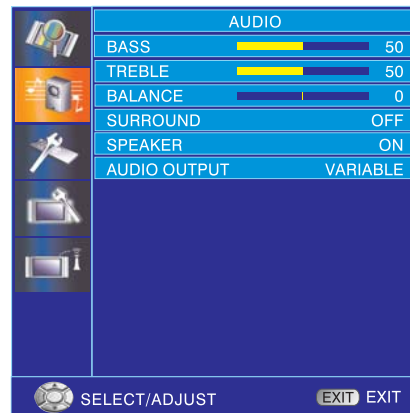 AUDIO
BASS 50
TREBLE 50
BALANCE 0
SURROUND OFF
SPEAKER ON
AUDIO OUTPUT VARIABLE
SELECT/ADJUST EXIT EXIT